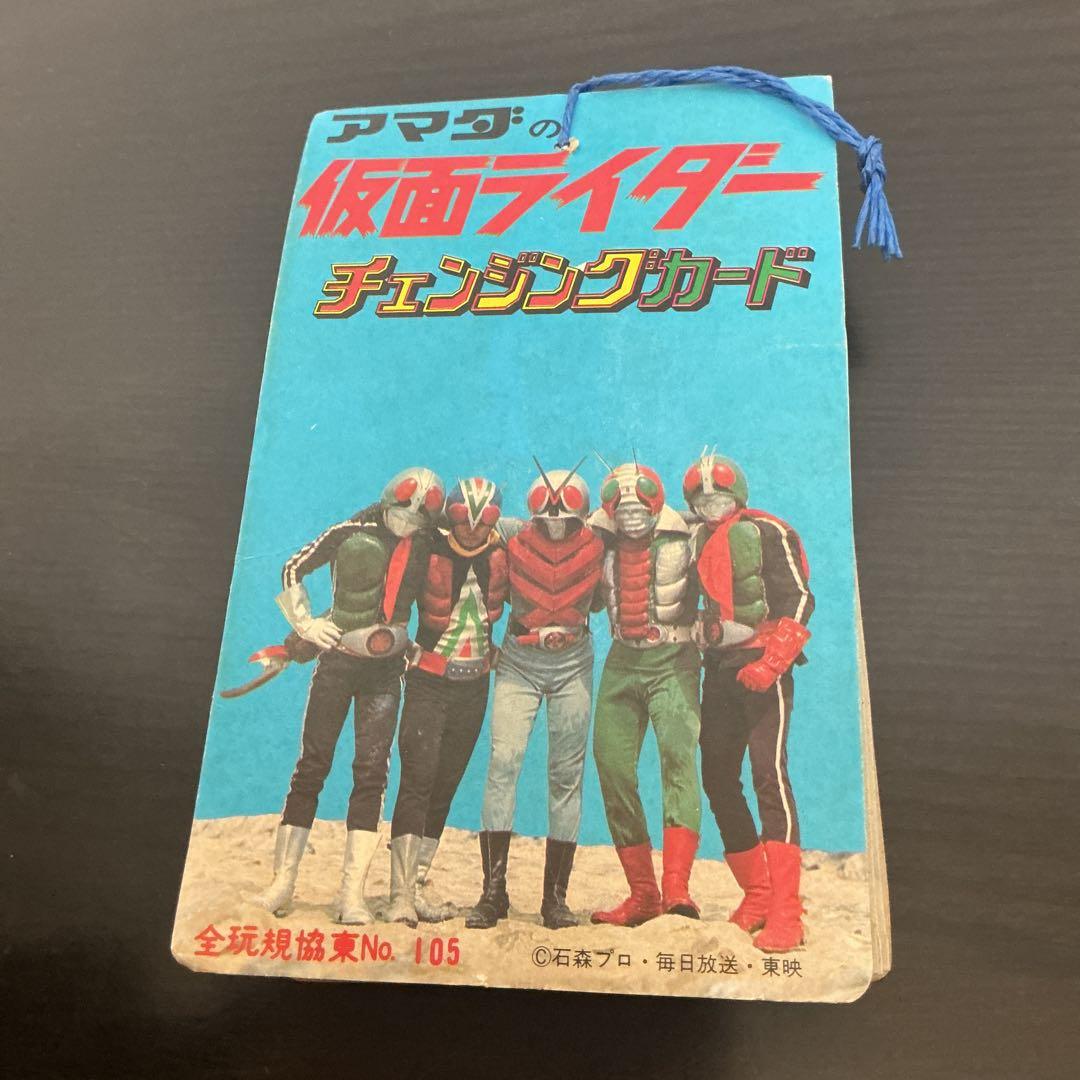 アマダの
仮面ライダー
チェンジングカード
全玩規協東No. 105
©石森プロ・毎日放送・東映